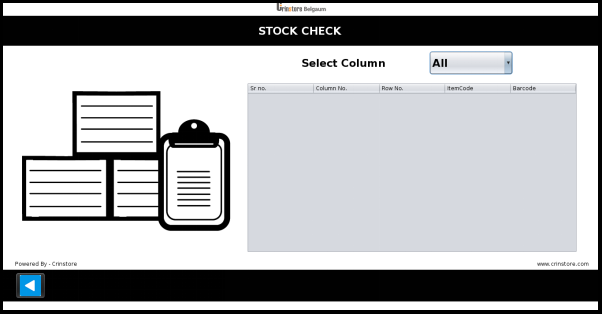 Crinstore Belgaum
STOCK CHECK
Select Column
All
Sr no. Column No. Row No. ItemCode Barcode
Powered By - Crinstore
www.crinstore.com